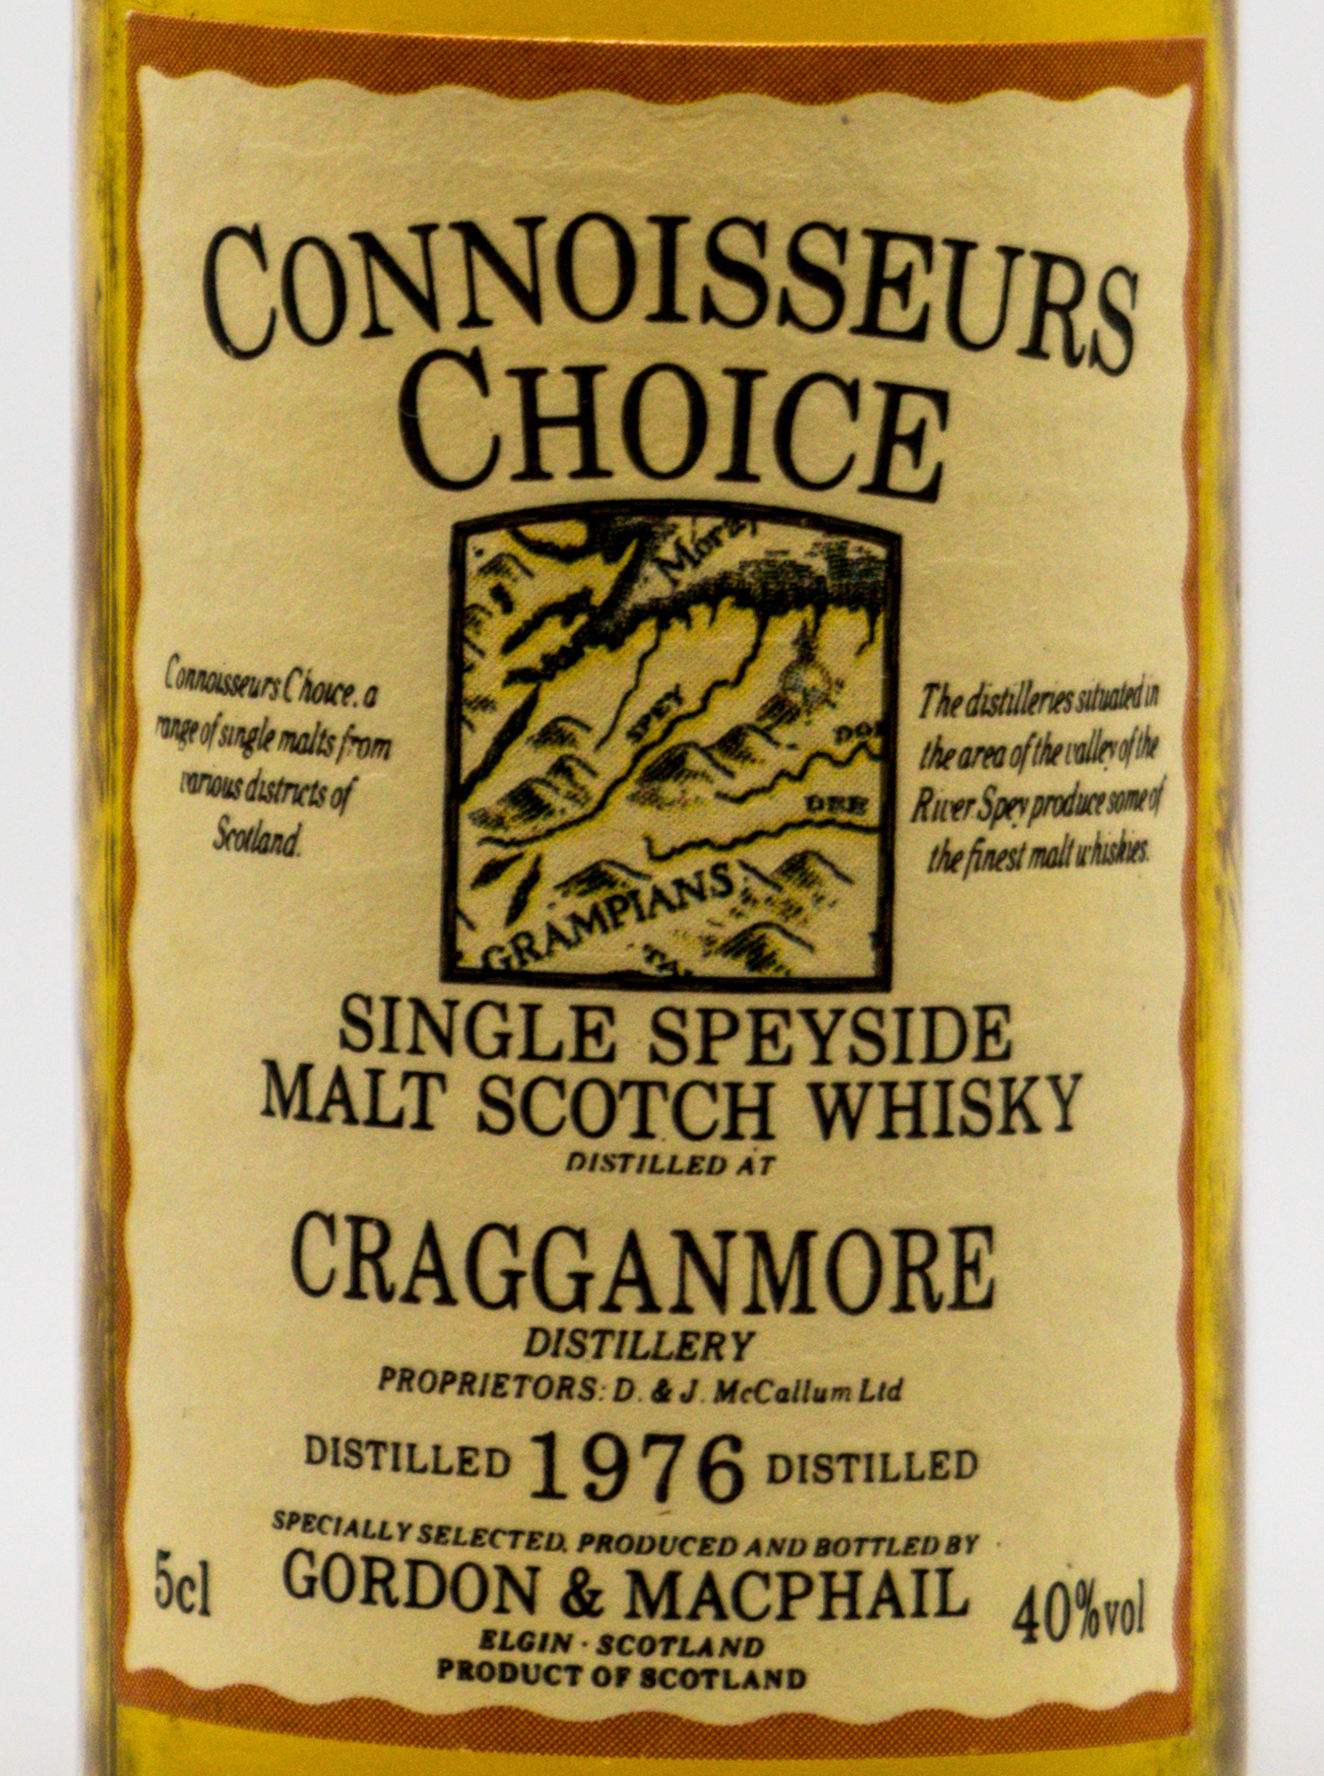 CONNOISSEURS
CHOICE
Moray
SPEY
DO
DEE
GRAMPIANS
TA
Connoisseurs Choice. a
range of single malts from
various districts of
Scotland.
The distilleries situated in
the area of the valley of the
River Spey produce some of
the finest malt whiskies.
SINGLE SPEYSIDE
MALT SCOTCH WHISKY
DISTILLED AT
CRAGGANMORE
DISTILLERY
PROPRIETORS: D. & J. McCallum Ltd
DISTILLED 1976 DISTILLED
SPECIALLY SELECTED, PRODUCED AND BOTTLED BY
5cl GORDON & MACPHAIL 40%vol
ELGIN · SCOTLAND
PRODUCT OF SCOTLAND